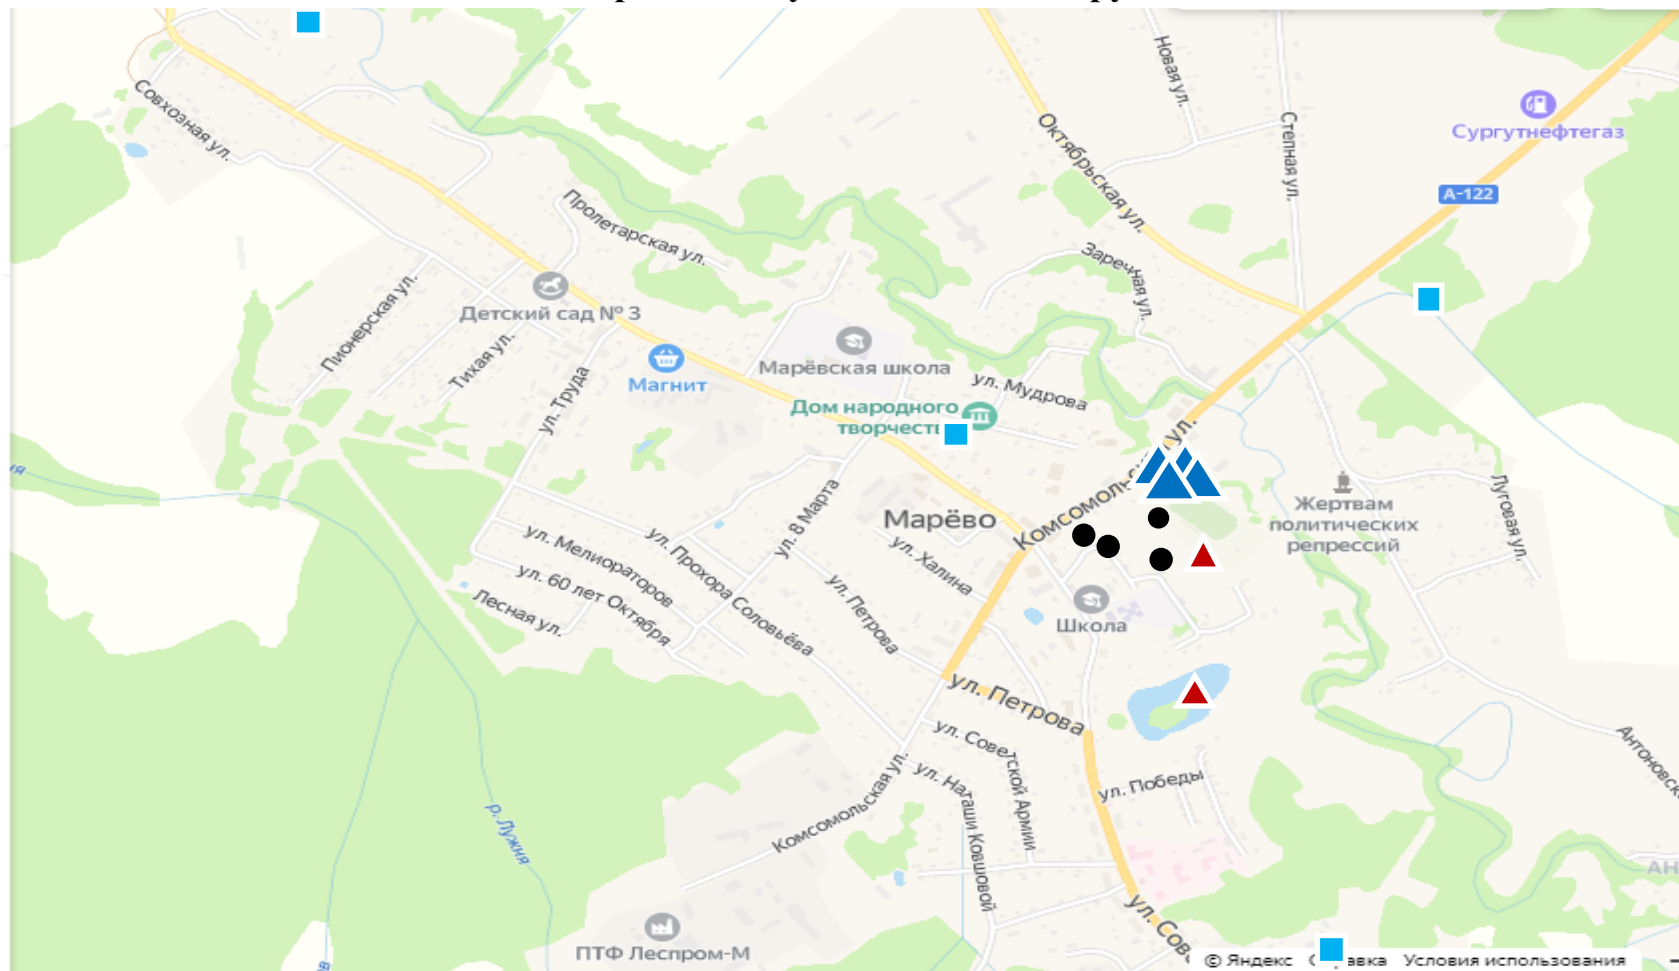 Новая ул.
Совхозная ул.
Октябрьская ул.
Степная ул.
Сургутнефтегаз
А-122
Пролетарская ул.
Заречная ул.
Детский сад № 3
Пионерская ул.
Тихая ул.
ул. Труда
Магнит
Марёвская школа
ул. Мудрова
Дом народного
творчест
Комсомольск ул.
Марёво
Жертвам
политических
репрессий
Луговая ул.
ул. 8 Марта
ул. Халина
ул. Мелиораторов
ул. Прохора Соловьёва
ул. 60 лет Октября
Лесная ул.
ул. Петрова
Школа
ул. Петрова
ул. Советской Армии
ул. Наташи Ковшовой
ул. Победы
Антоновск
Комсомольская ул.
р. Лужня
АН
ул. Сов
ПТФ Леспром-М
© Яндекс
авка
Условия использования